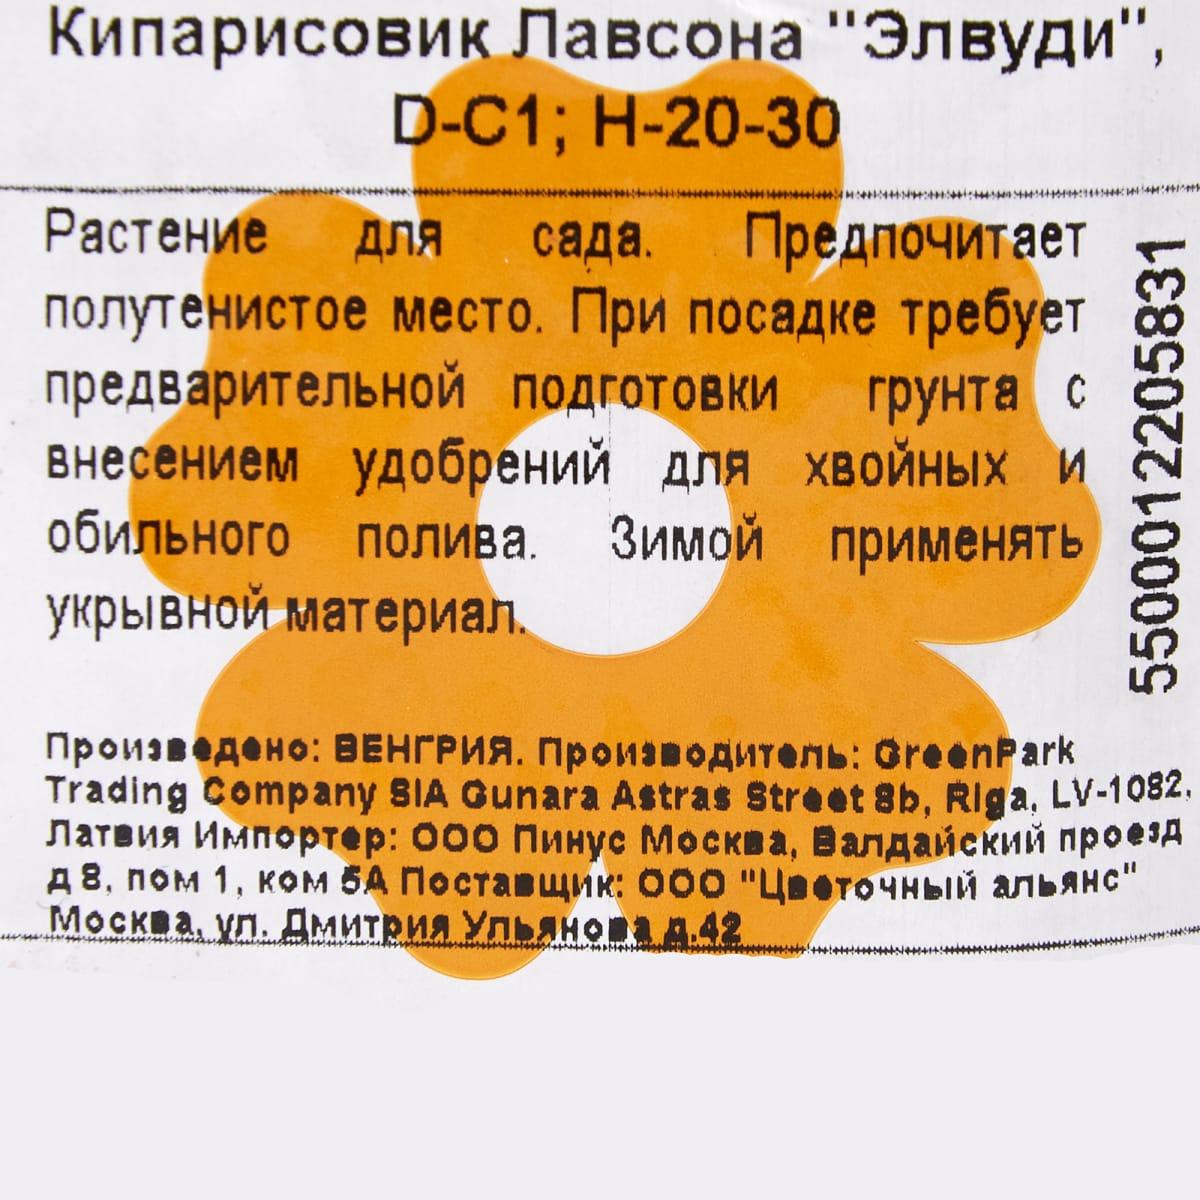 Кипарисовик Лавсона "Элвуди",
D-C1; H-20-30
Растение для сада. Предпочитает
полутенистое место. При посадке требует
предварительной подготовки грунта с
внесением удобрений для хвойных и
обильного полива. Зимой применять
укрывной материал.
5500012205831
Произведено: ВЕНГРИЯ. Производитель: GreenPark
Trading Company SIA Gunara Astras Street 8b, Riga, LV-1082,
Латвия Импортер: ООО Пинус Москва, Валдайский проезд
д 8, пом 1, ком 5А Поставщик: ООО "Цветочный альянс"
Москва, ул. Дмитрия Ульянова д.42